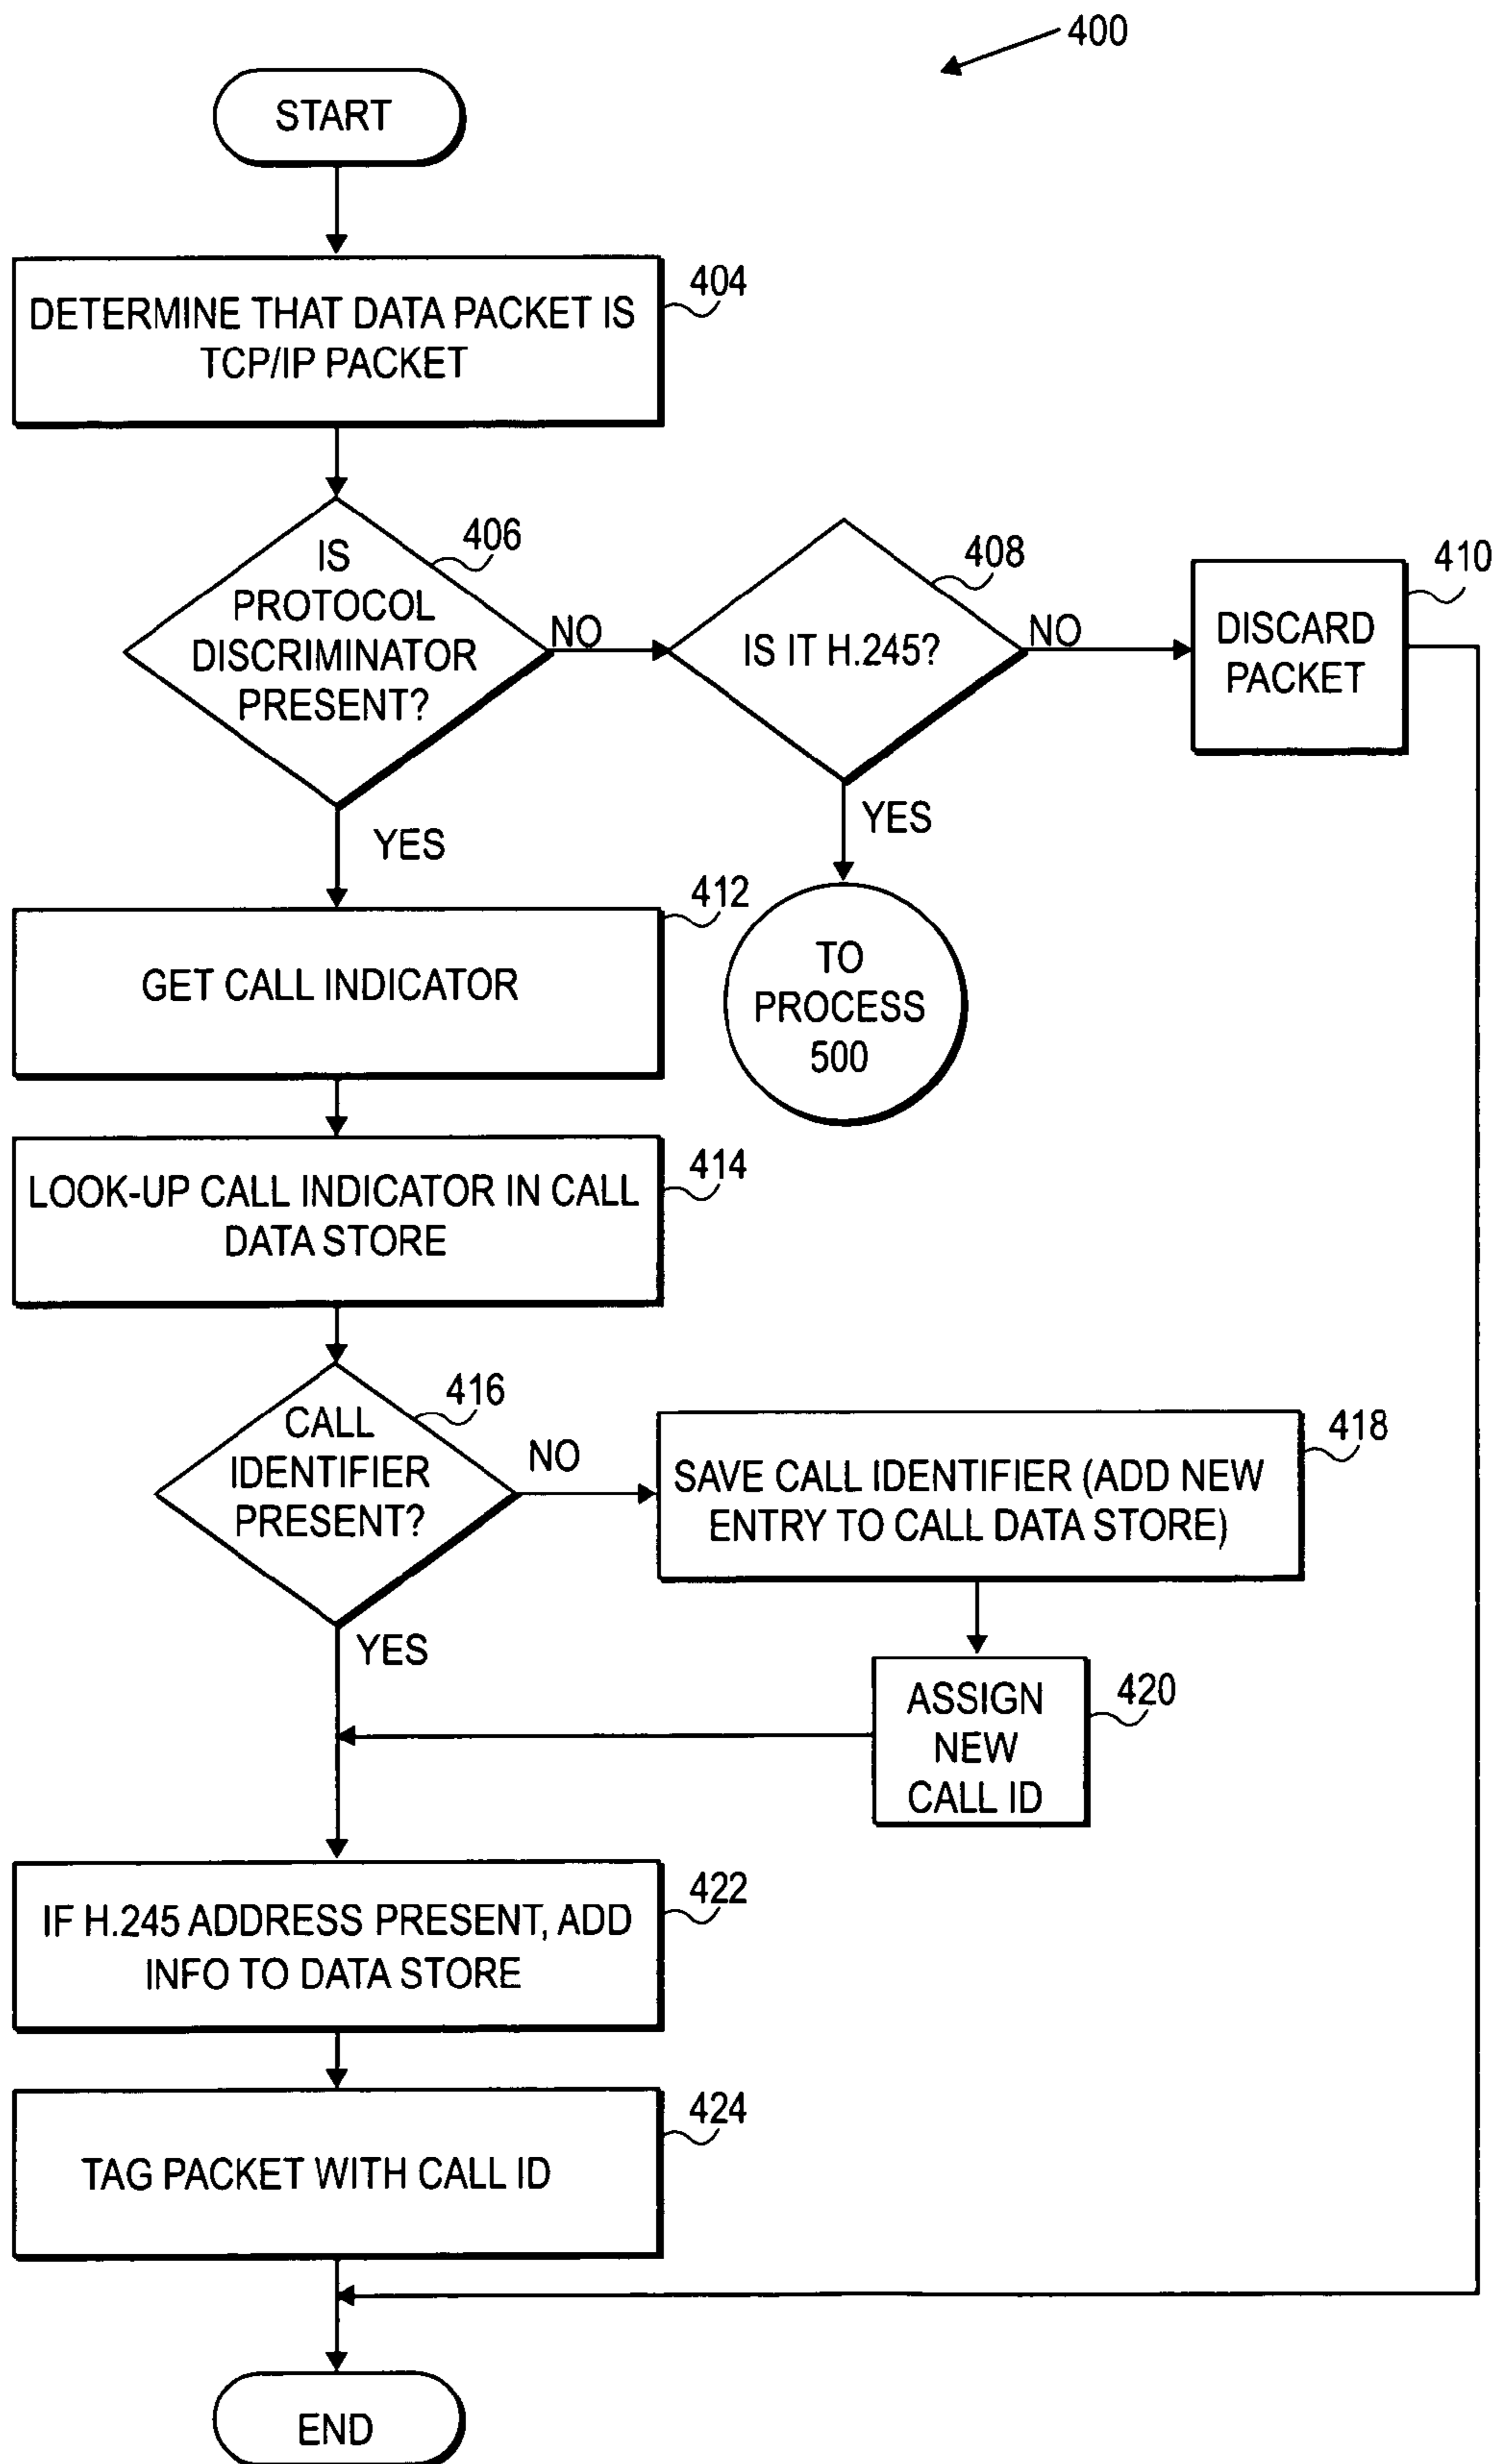 400
START
DETERMINE THAT DATA PACKET IS
TCP/IP PACKET
404
IS
PROTOCOL
DISCRIMINATOR
PRESENT?
406
NO
IS IT H.245?
408
NO
DISCARD
PACKET
410
YES
YES
TO
PROCESS
500
GET CALL INDICATOR
412
LOOK-UP CALL INDICATOR IN CALL
DATA STORE
414
CALL
IDENTIFIER
PRESENT?
416
NO
SAVE CALL IDENTIFIER (ADD NEW
ENTRY TO CALL DATA STORE)
418
YES
ASSIGN
NEW
CALL ID
420
IF H.245 ADDRESS PRESENT, ADD
INFO TO DATA STORE
422
TAG PACKET WITH CALL ID
424
END